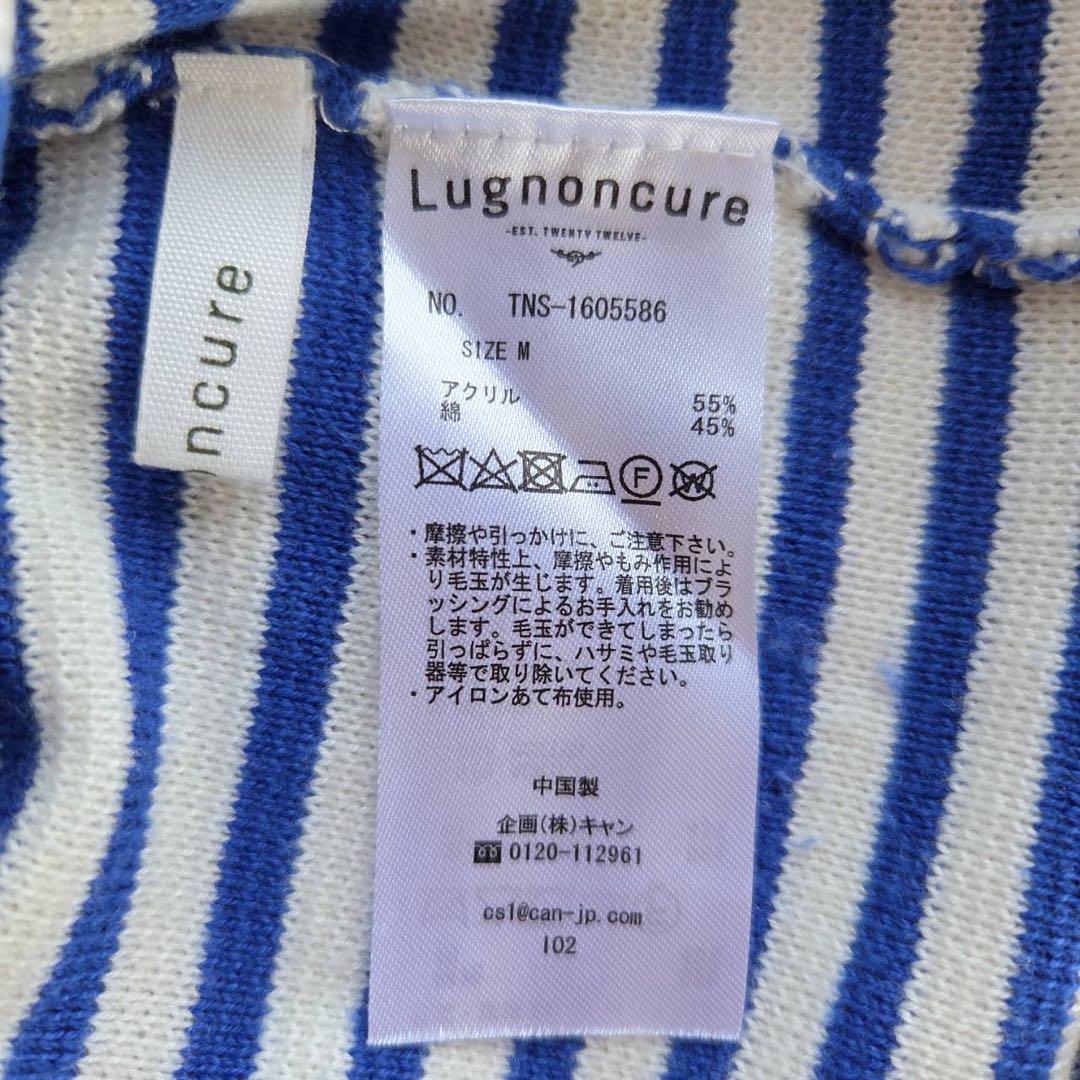 Lugnoncure
-EST. TWENTY TWELVE-
NO. TNS-1605586
SIZE M
アクリル 55%
綿 45%
F W
・摩擦や引っかけに、ご注意下さい。
・素材特性上、摩擦やもみ作用によ
り毛玉が生じます。着用後はブラ
ッシングによるお手入れをお勧め
します。毛玉ができてしまったら
引っぱらずに、ハサミや毛玉取り
器等で取り除いてください。
・アイロンあて布使用。
中国製
企画(株)キャン
0120-112961
cs1@can-jp.com
I02
oncure